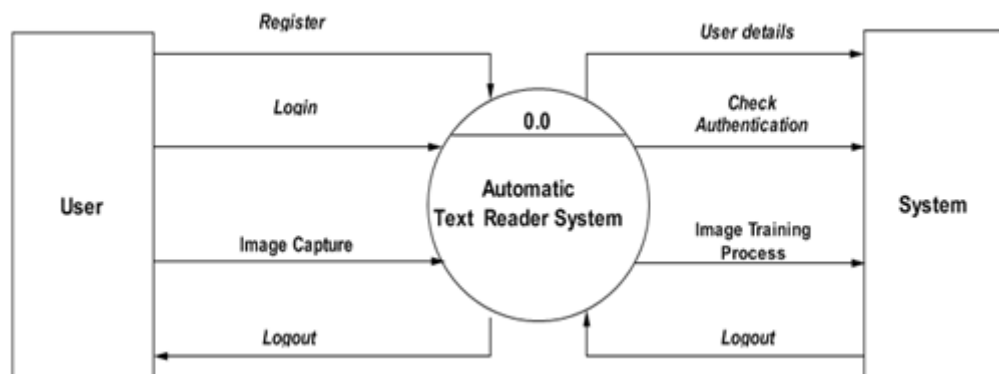 Register
User details
Login
Check
Authentication
0.0
User
Automatic
Text Reader System
System
Image Capture
Image Training
Process
Logout
Logout